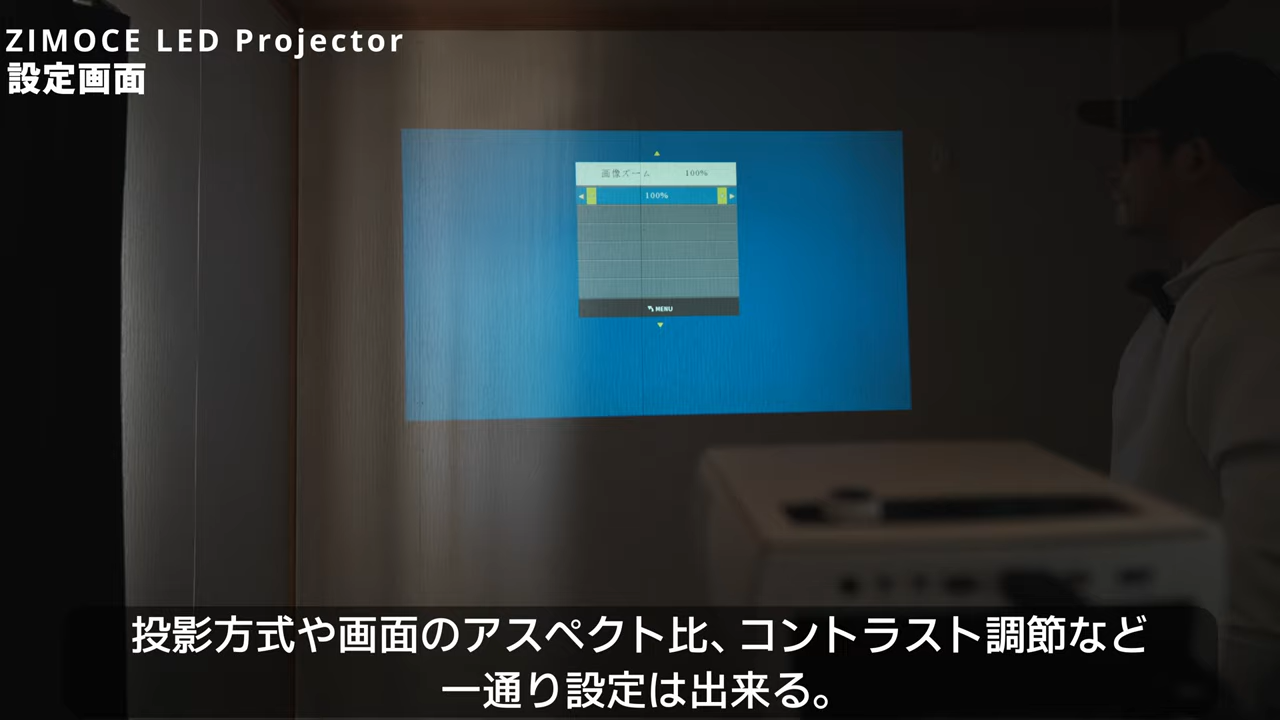 ZIMOCE LED Projector
設定画面
画像ズーム 100%
100%
MENU
投影方式や画面のアスペクト比、コントラスト調節など
一通り設定は出来る。